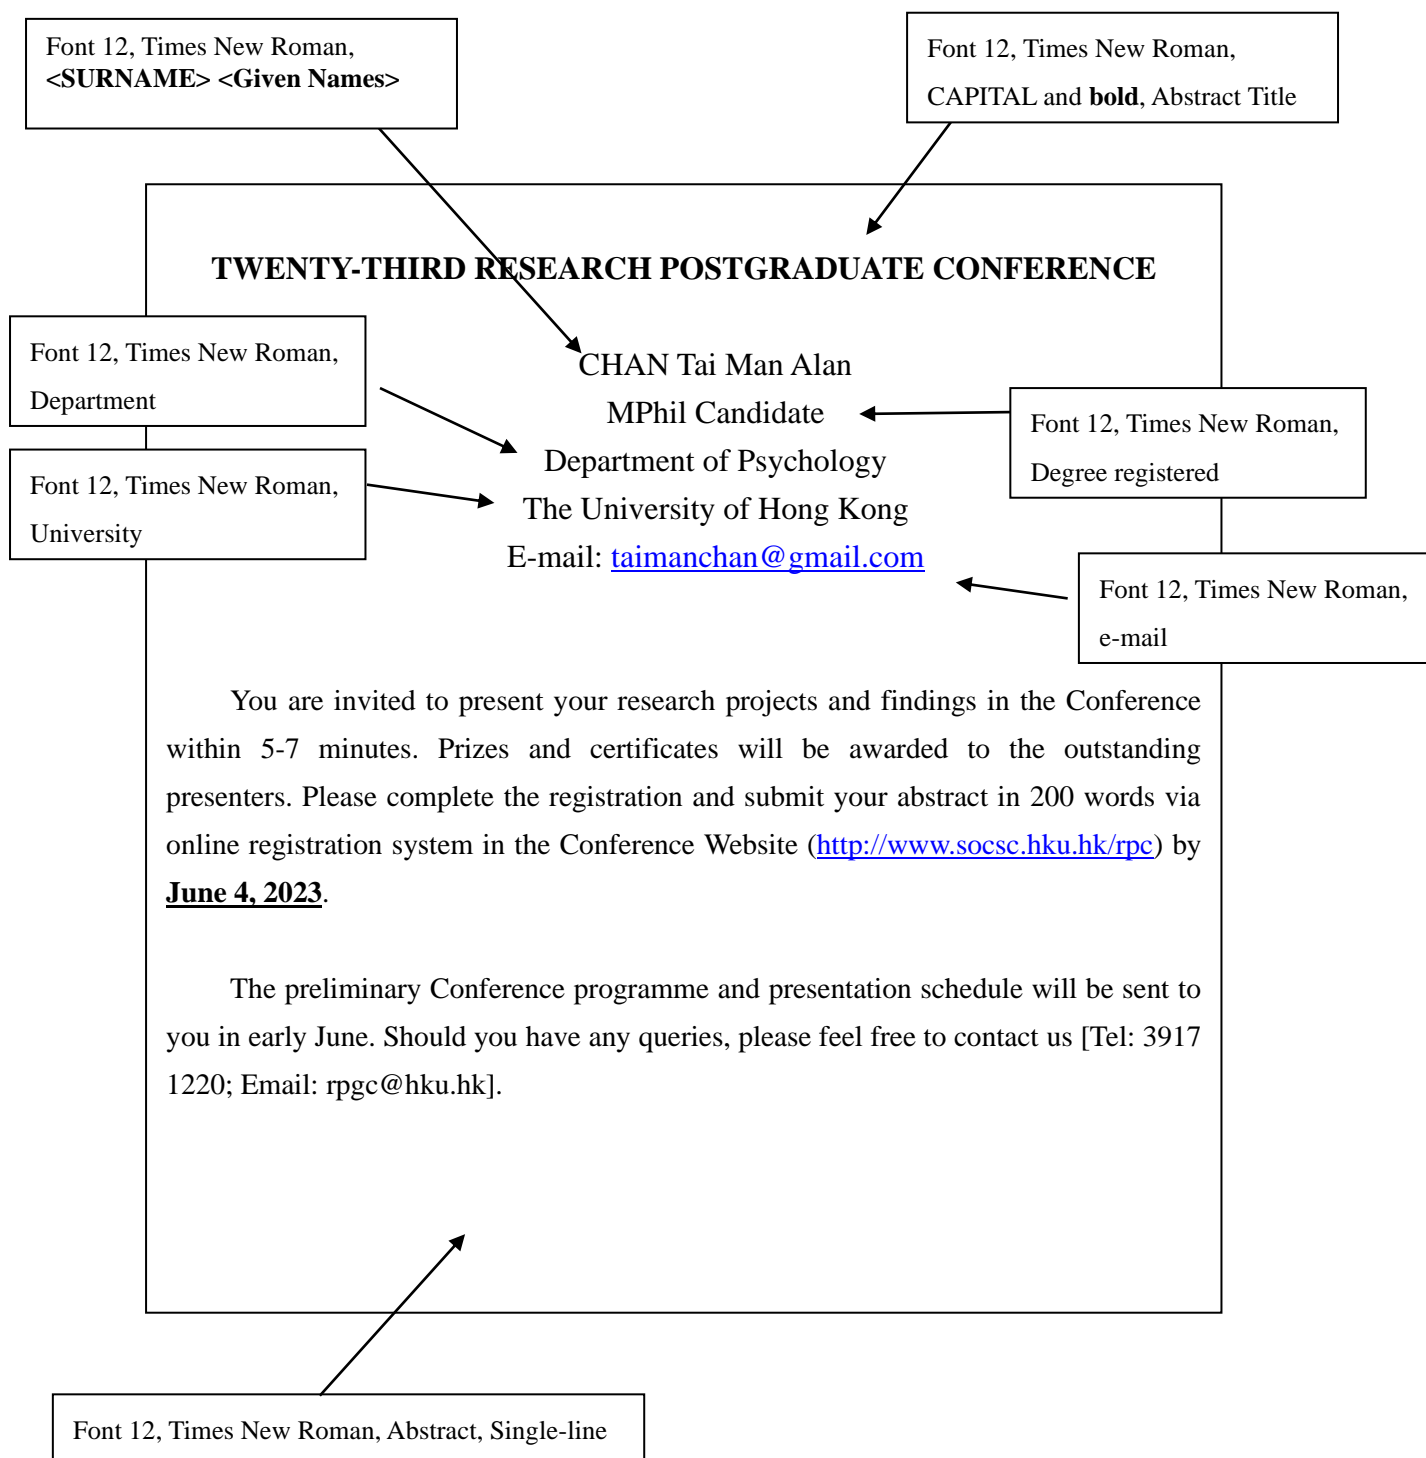 Font 12, Times New Roman,
<SURNAME> <Given Names>
Font 12, Times New Roman,
CAPITAL and bold, Abstract Title
TWENTY-THIRD RESEARCH POSTGRADUATE CONFERENCE
Font 12, Times New Roman,
Department
CHAN Tai Man Alan
MPhil Candidate
Font 12, Times New Roman,
Degree registered
Department of Psychology
Font 12, Times New Roman,
University
The University of Hong Kong
E-mail: taimanchan@gmail.com
Font 12, Times New Roman,
e-mail
You are invited to present your research projects and findings in the Conference
within 5-7 minutes. Prizes and certificates will be awarded to the outstanding
presenters. Please complete the registration and submit your abstract in 200 words via
online registration system in the Conference Website (http://www.socsc.hku.hk/rpc) by
June 4, 2023.
The preliminary Conference programme and presentation schedule will be sent to
you in early June. Should you have any queries, please feel free to contact us [Tel: 3917
1220; Email: rpgc@hku.hk].
Font 12, Times New Roman, Abstract, Single-line